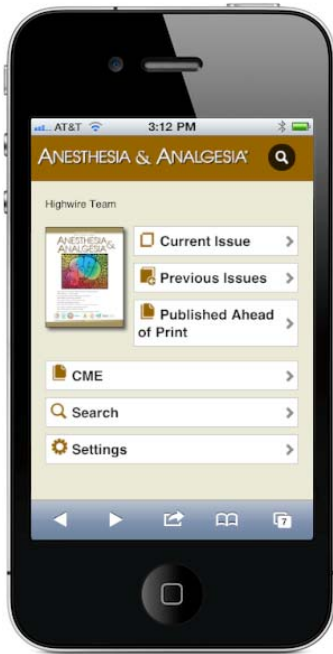 AT&T 3:12 PM
ANESTHESIA & ANALGESIA
Highwire Team
ANESTHESIA &
ANALGESIA
Current Issue
Previous Issues
Published Ahead
of Print
CME
Search
Settings
7